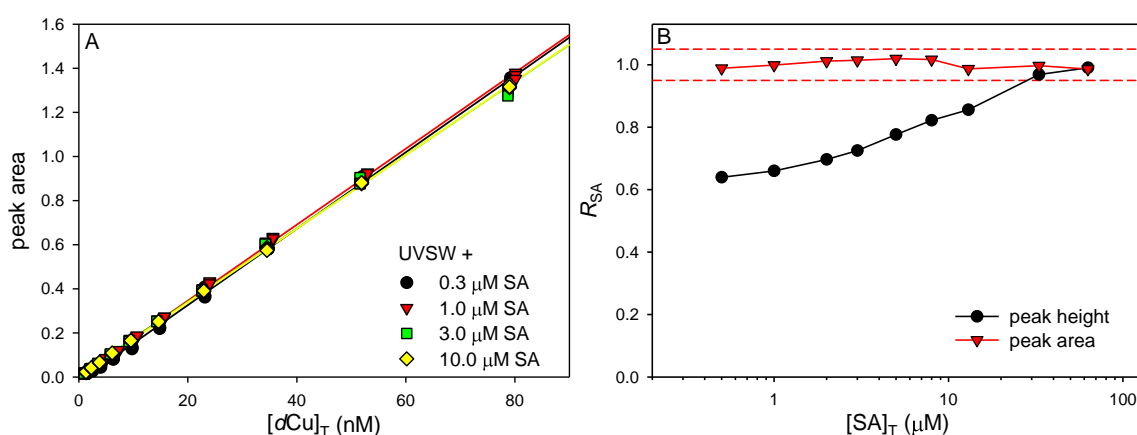 A
1.6
1.4
1.2
1.0
0.8
0.6
0.4
0.2
0.0
peak area
0 20 40 60 80
[dCu]T (nM)
UVSW +
0.3 μM SA
1.0 μM SA
3.0 μM SA
10.0 μM SA
B
1.0
0.8
0.6
0.4
0.2
0.0
RSA
1 10 100
[SA]T (μM)
peak height
peak area